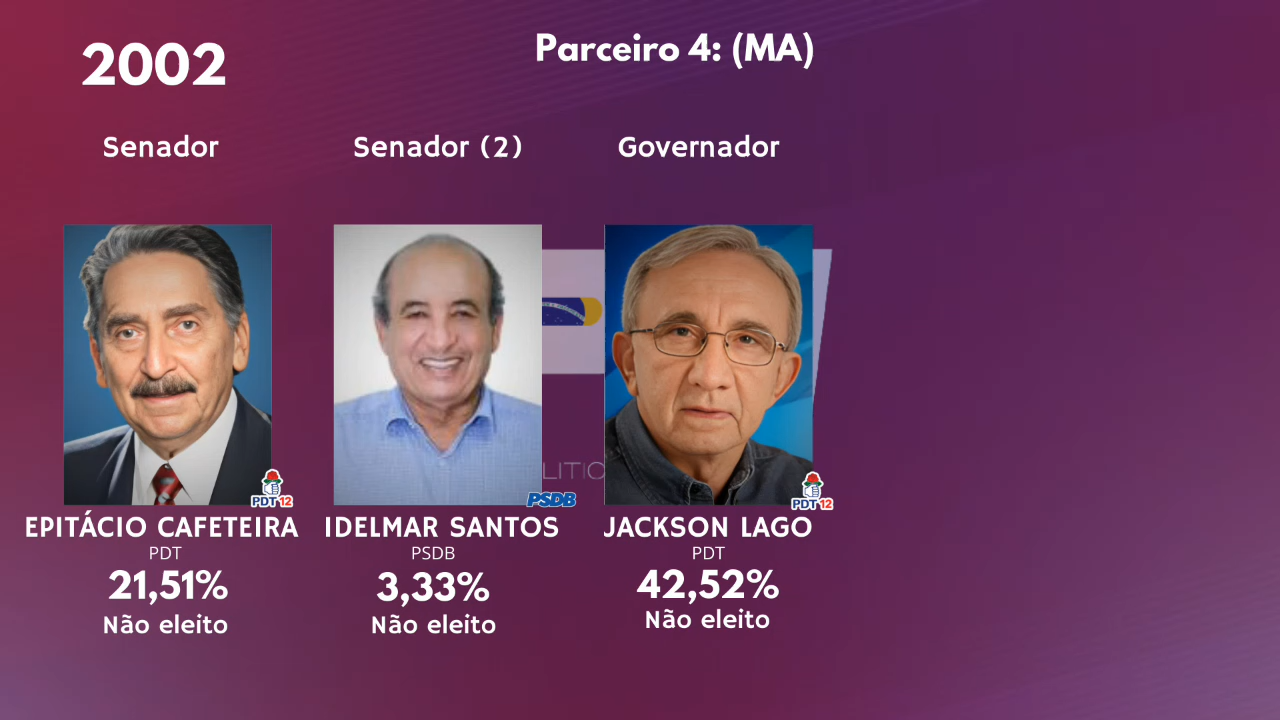 2002
Parceiro 4: (MA)
Senador
Senador (2)
Governador
LITIC
PDT 12
PSDB
PDT 12
EPITÁCIO CAFETEIRA
IDELMAR SANTOS
JACKSON LAGO
PDT
PSDB
PDT
21,51%
3,33%
42,52%
Não eleito
Não eleito
Não eleito